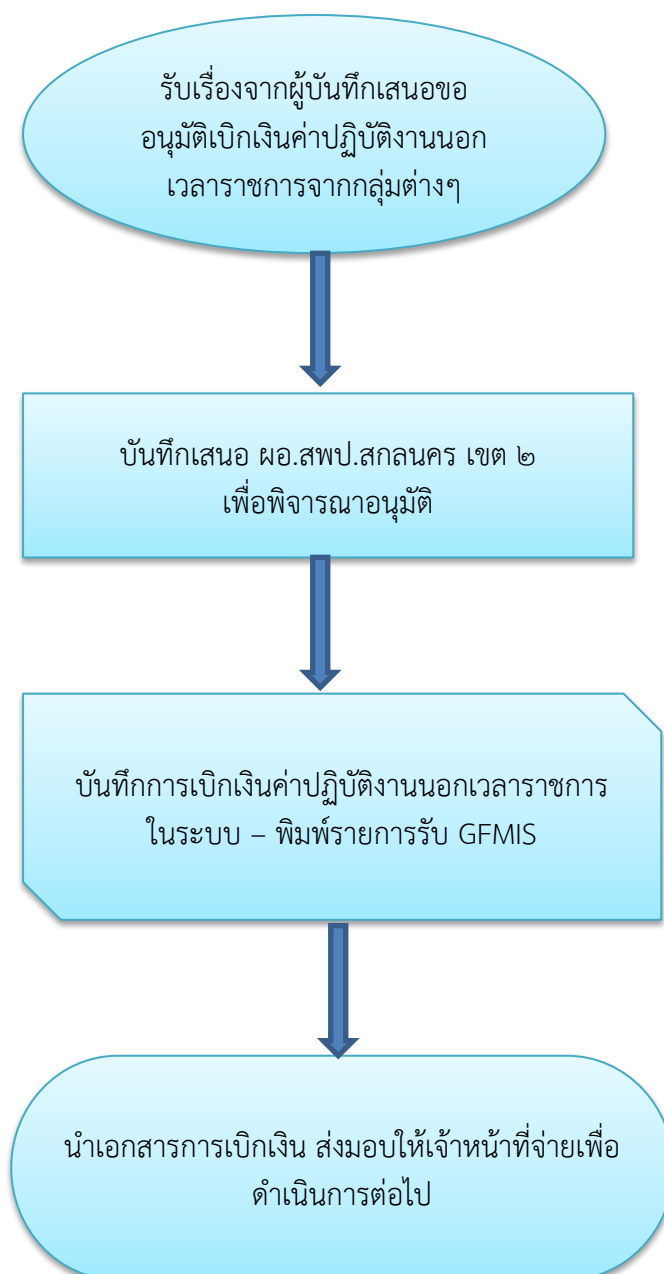 รับเรื่องจากผู้บันทึกเสนอขอ
อนุมัติเบิกเงินค่าปฏิบัติงานนอก
เวลาราชการจากกลุ่มต่างๆ
บันทึกเสนอ ผอ.สพป.สกลนคร เขต ๒
เพื่อพิจารณาอนุมัติ
บันทึกการเบิกเงินค่าปฏิบัติงานนอกเวลาราชการ
ในระบบ – พิมพ์รายการรับ GFMIS
นำเอกสารการเบิกเงิน ส่งมอบให้เจ้าหน้าที่จ่ายเพื่อ
ดำเนินการต่อไป